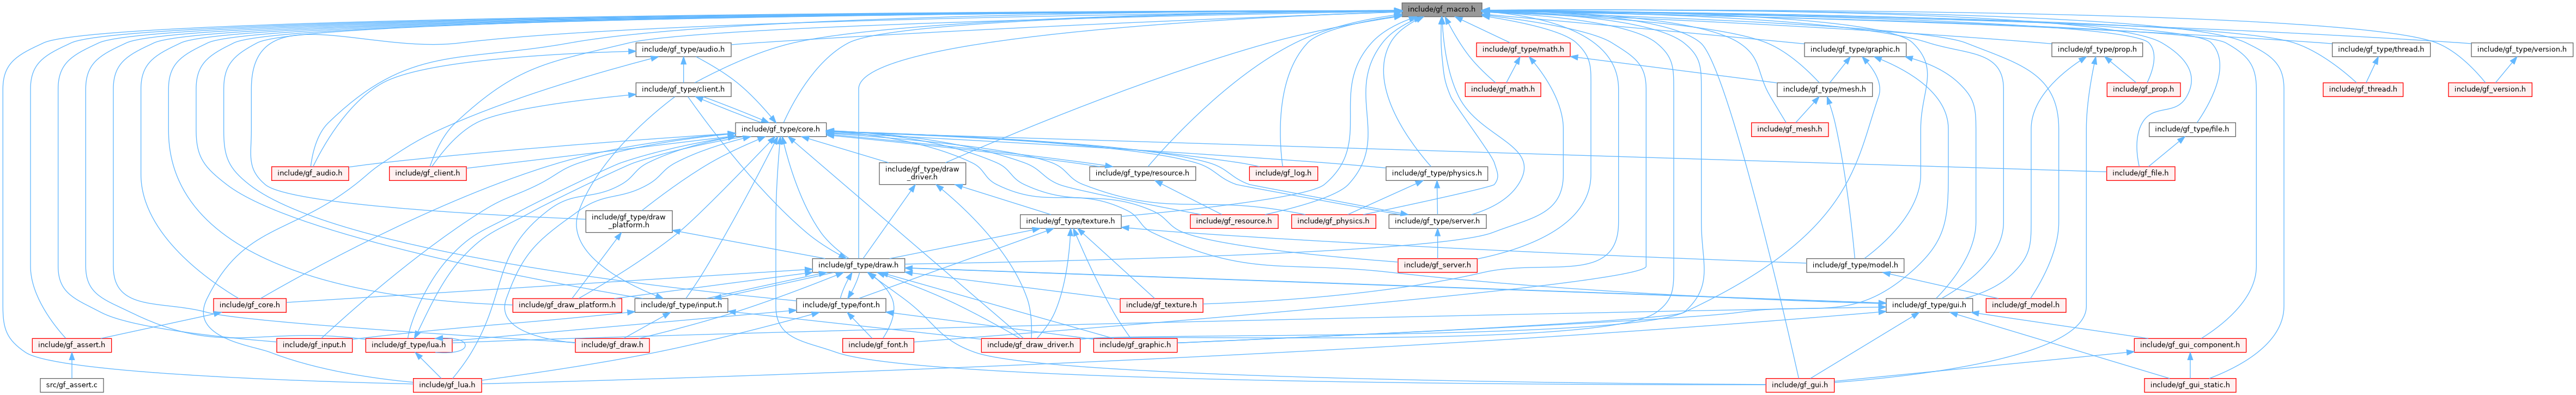 include/gf_macro.h
include/gf_type/audio.h
include/gf_type/math.h
include/gf_type/graphic.h
include/gf_type/prop.h
include/gf_type/thread.h
include/gf_type/version.h
include/gf_type/client.h
include/gf_math.h
include/gf_type/mesh.h
include/gf_prop.h
include/gf_thread.h
include/gf_version.h
include/gf_type/core.h
include/gf_mesh.h
include/gf_type/file.h
include/gf_audio.h
include/gf_client.h
include/gf_type/draw
_driver.h
include/gf_type/resource.h
include/gf_log.h
include/gf_type/physics.h
include/gf_file.h
include/gf_type/draw
_platform.h
include/gf_type/texture.h
include/gf_resource.h
include/gf_physics.h
include/gf_type/server.h
include/gf_type/draw.h
include/gf_server.h
include/gf_type/model.h
include/gf_core.h
include/gf_draw_platform.h
include/gf_type/input.h
include/gf_type/font.h
include/gf_texture.h
include/gf_type/gui.h
include/gf_model.h
include/gf_assert.h
include/gf_input.h
include/gf_type/lua.h
include/gf_draw.h
include/gf_font.h
include/gf_draw_driver.h
include/gf_graphic.h
include/gf_gui_component.h
src/gf_assert.c
include/gf_lua.h
include/gf_gui.h
include/gf_gui_static.h